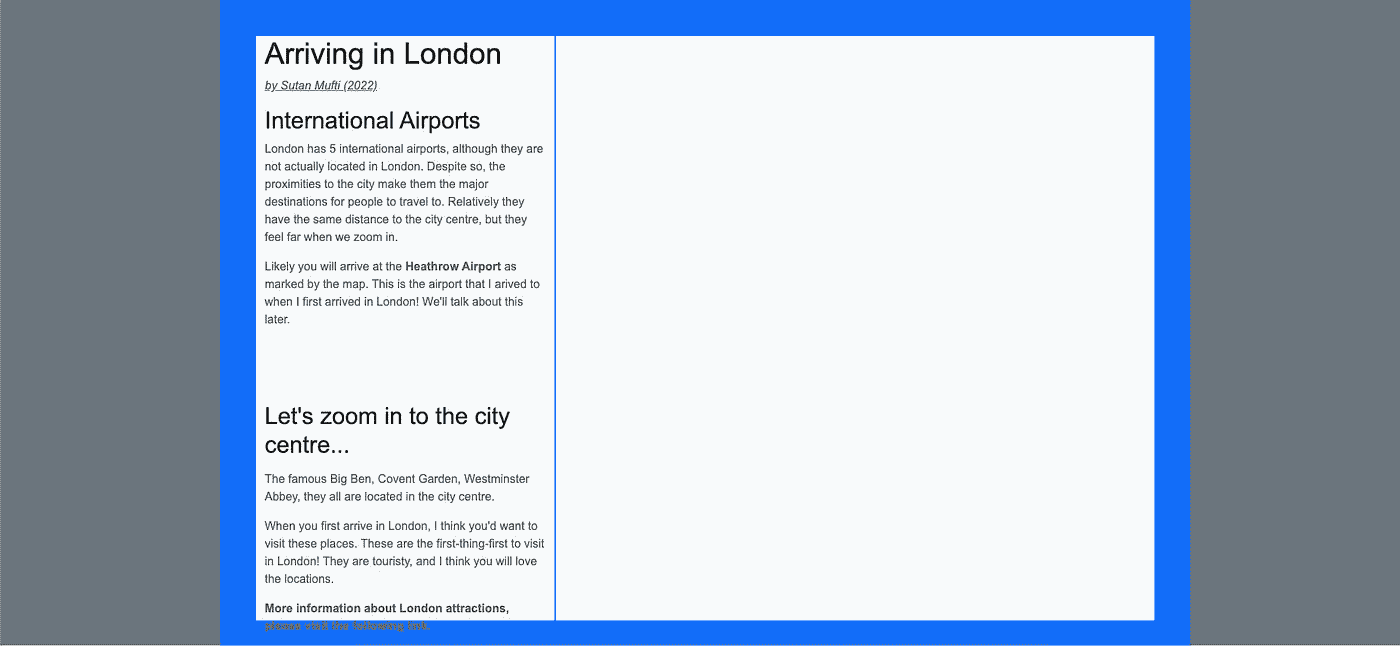 Arriving in London
by Sutan Mufti (2022)
International Airports
London has 5 international airports, although they are
not actually located in London. Despite so, the
proximities to the city make them the major
destinations for people to travel to. Relatively they
have the same distance to the city centre, but they
feel far when we zoom in.
Likely you will arrive at the Heathrow Airport as
marked by the map. This is the airport that I arived to
when I first arrived in London! We'll talk about this
later.
Let's zoom in to the city
centre...
The famous Big Ben, Covent Garden, Westminster
Abbey, they all are located in the city centre.
When you first arrive in London, I think you'd want to
visit these places. These are the first-thing-first to visit
in London! They are touristy, and I think you will love
the locations.
More information about London attractions,
the following